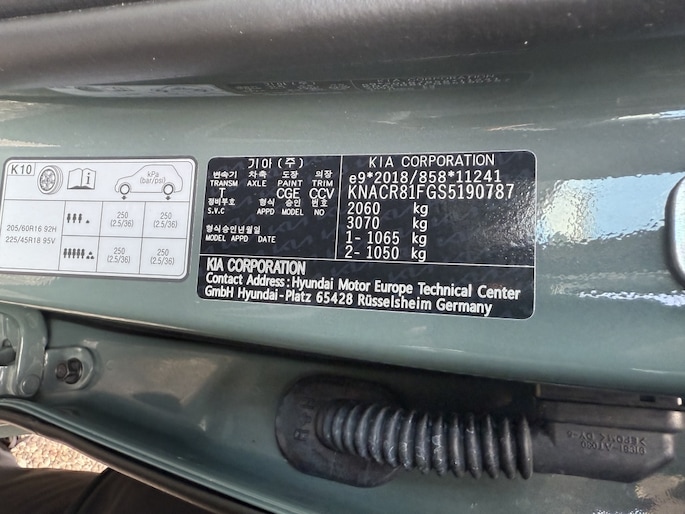 K10
kPa
(bar/psi)
205/60R16 92H
225/45R18 95V
250
(2.5/36)
250
(2.5/36)
250
(2.5/36)
250
(2.5/36)
기아(주)
변속기 차축 도장 의장
TRANSM AXLE PAINT TRIM
T CGE CCV
정비부호 형식 승인 번호
S.V.C APPD MODEL NO
형식승인년월일
MODEL APPD DATE
KIA CORPORATION
e9*2018/858*11241
KNACR81FGS5190787
2060 kg
3070 kg
1- 1065 kg
2- 1050 kg
KIA CORPORATION
Contact Address : Hyundai Motor Europe Technical Center
GmbH Hyundai-Platz 65428 Rüsselsheim Germany